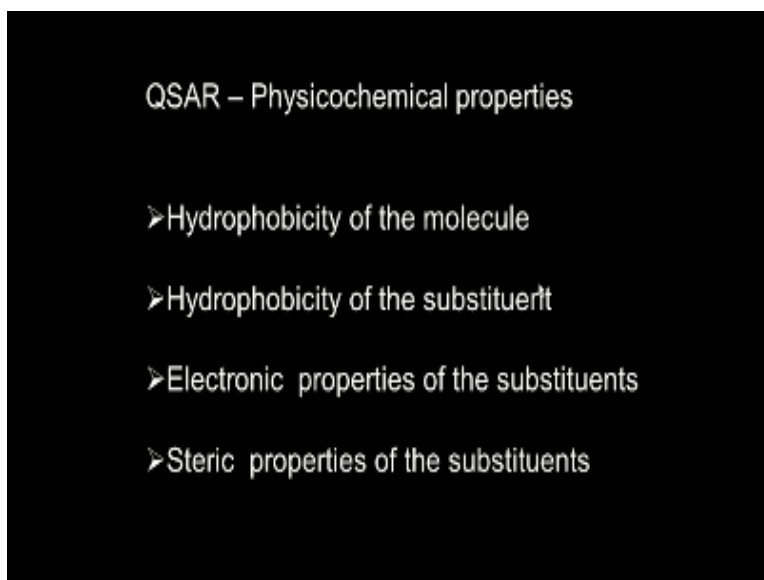 QSAR – Physicochemical properties
➢Hydrophobicity of the molecule
➢Hydrophobicity of the substituent
➢Electronic properties of the substituents
➢Steric properties of the substituents